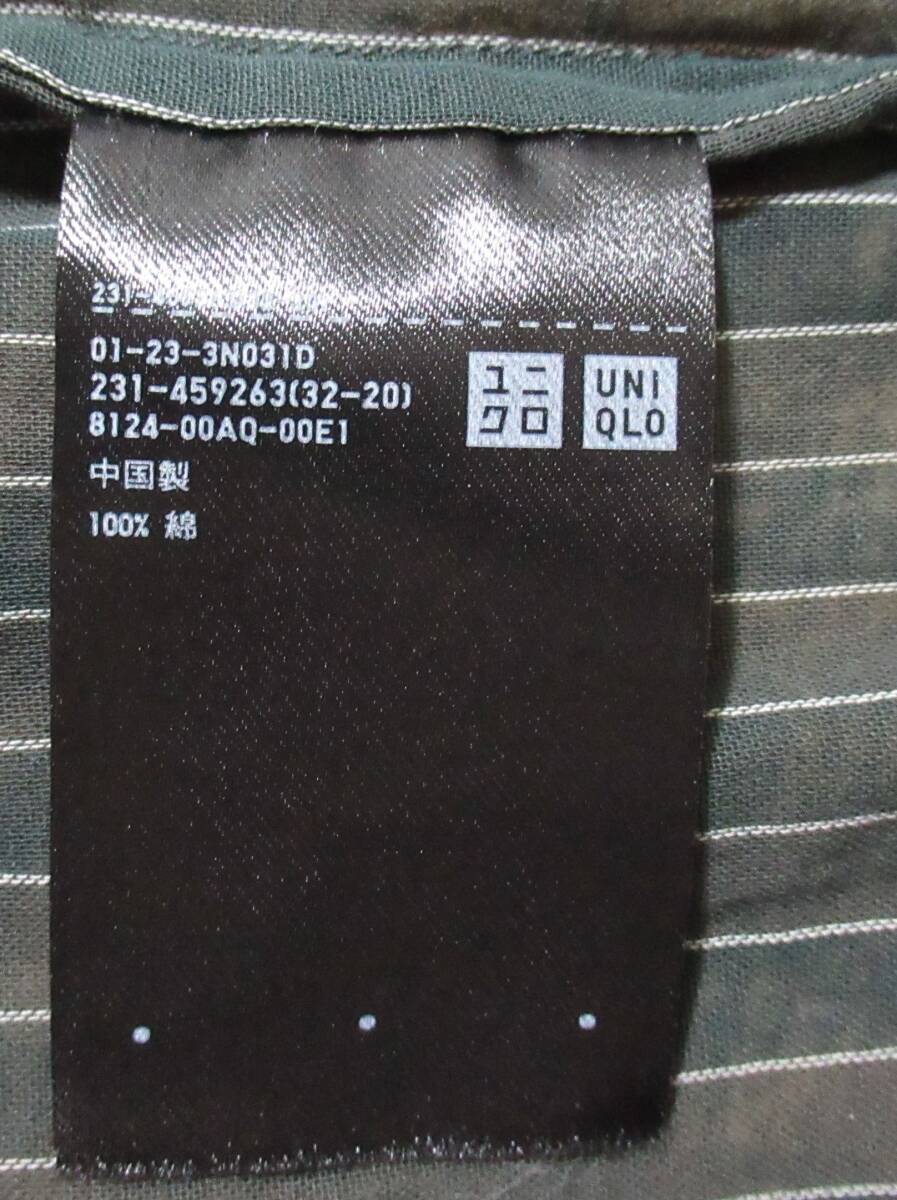 01-23-3N031D
231-459263(32-20)
8124-00AQ-00E1
中国製
100% 綿
ユニ
クロ
UNI
QLO